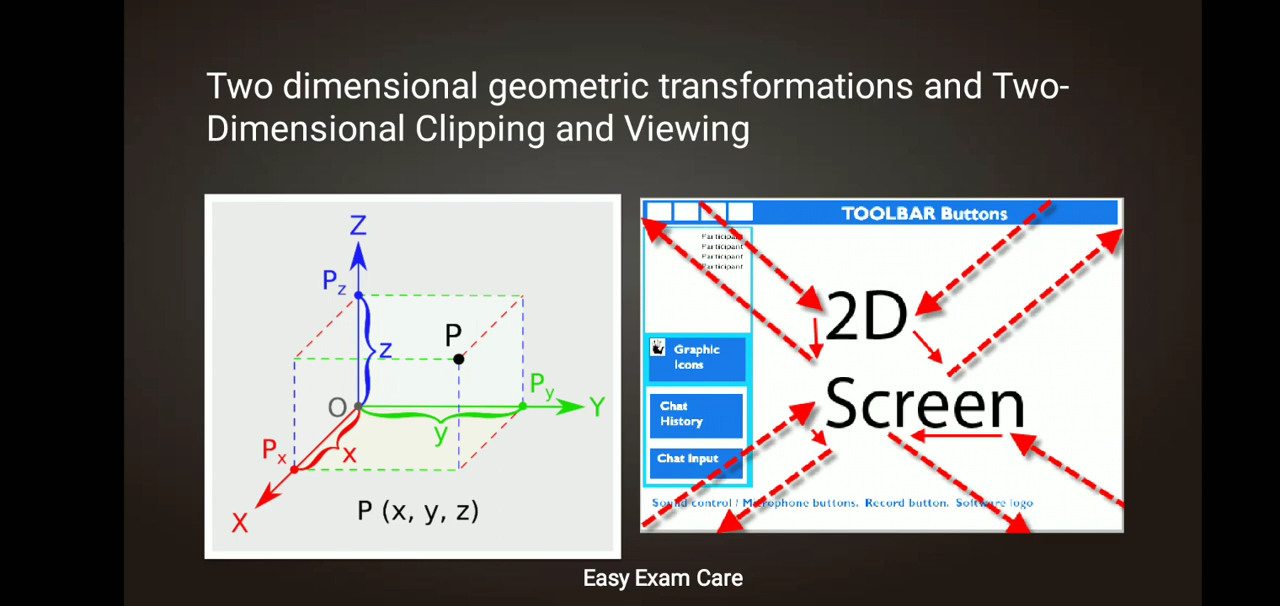 Two dimensional geometric transformations and Two-
Dimensional Clipping and Viewing
Z
Pz
z
P
O
Py
Y
y
Px
x
X
P (x, y, z)
TOOLBAR Buttons
Participant
Participant
Participant
Participant
2D
Screen
Graphic
Icons
Chat
History
Chat Input
Sound control / Microphone buttons. Record button. Software logo
Easy Exam Care